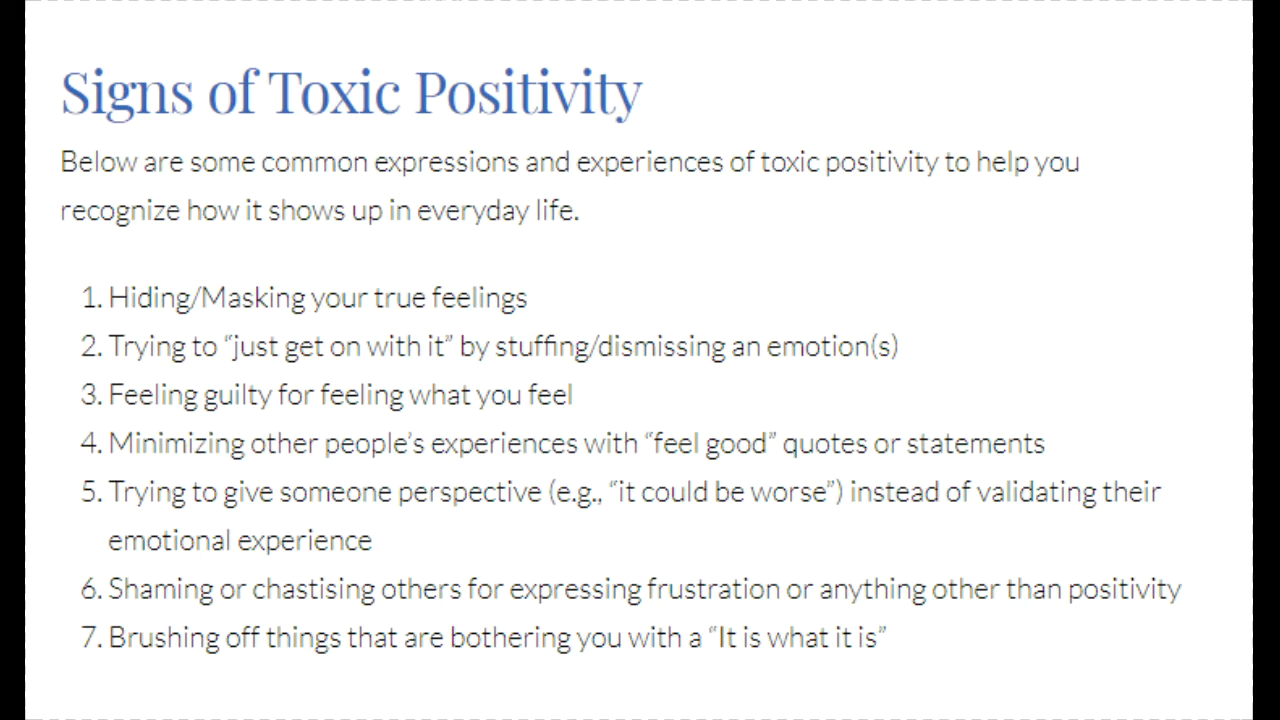 Signs of Toxic Positivity
Below are some common expressions and experiences of toxic positivity to help you
recognize how it shows up in everyday life.
1. Hiding/Masking your true feelings
2. Trying to “just get on with it” by stuffing/dismissing an emotion(s)
3. Feeling guilty for feeling what you feel
4. Minimizing other people’s experiences with “feel good” quotes or statements
5. Trying to give someone perspective (e.g., “it could be worse”) instead of validating their
emotional experience
6. Shaming or chastising others for expressing frustration or anything other than positivity
7. Brushing off things that are bothering you with a “It is what it is”